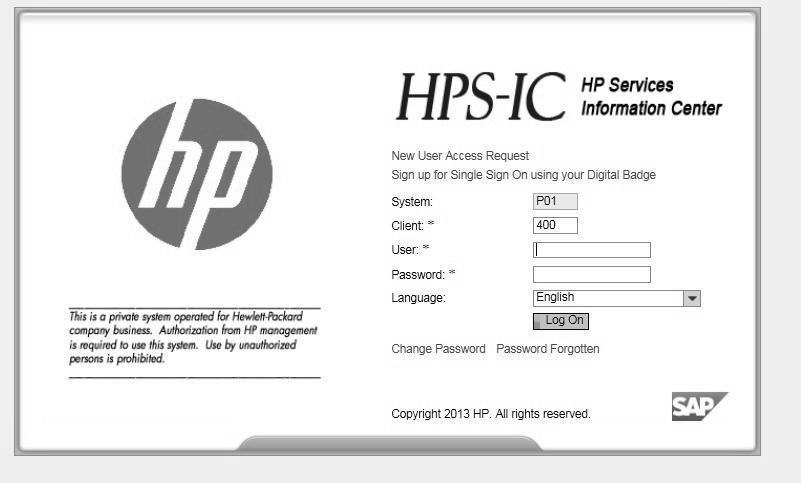 hp
This is a private system operated for Hewlett-Packard
company business. Authorization from HP management
is required to use this system. Use by unauthorized
persons is prohibited.
HPS-IC HP Services
Information Center
New User Access Request
Sign up for Single Sign On using your Digital Badge
System: P01
Client: * 400
User: *
Password: *
Language: English
Log On
Change Password Password Forgotten
Copyright 2013 HP. All rights reserved.
SAP